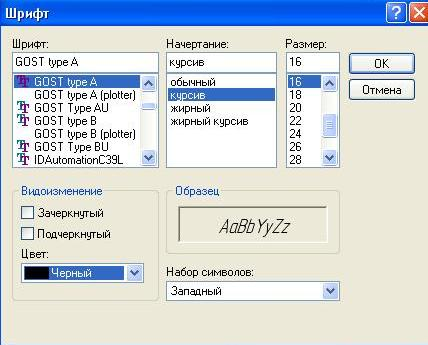 Шрифт
Шрифт: Начертание: Размер:
GOST type A курсив 16 OK
GOST type A обычный 16 Отмена
GOST type A (plotter) курсив 18
GOST Type AU жирный 20
GOST type B жирный курсив 22
GOST type B (plotter) 24
GOST Type BU 26
IDAutomationC39L 28
Видоизменение Образец
Зачеркнутый
Подчеркнутый AaBbYyZz
Цвет:
Черный
Набор символов:
Западный